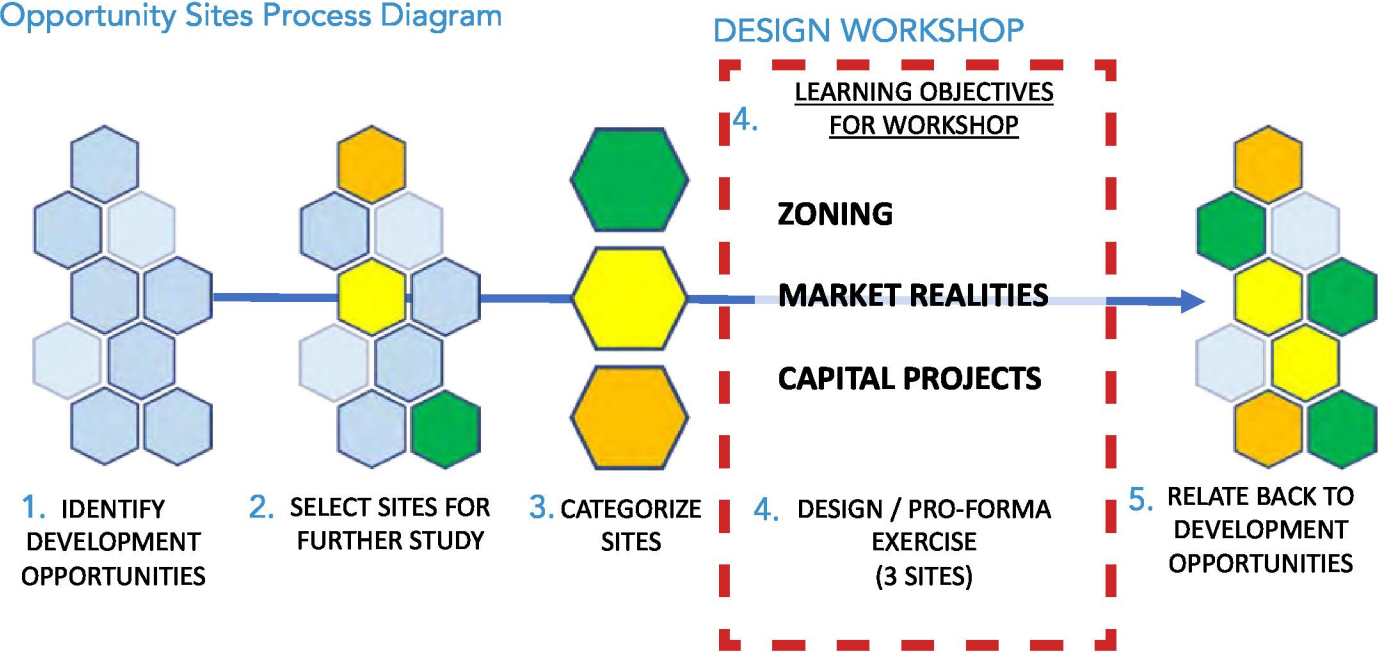 Opportunity Sites Process Diagram
DESIGN WORKSHOP
4.
LEARNING OBJECTIVES
FOR WORKSHOP
ZONING
MARKET REALITIES
CAPITAL PROJECTS
1. IDENTIFY
DEVELOPMENT
OPPORTUNITIES
2. SELECT SITES FOR
FURTHER STUDY
3. CATEGORIZE
SITES
4. DESIGN / PRO-FORMA
EXERCISE
(3 SITES)
5. RELATE BACK TO
DEVELOPMENT
OPPORTUNITIES